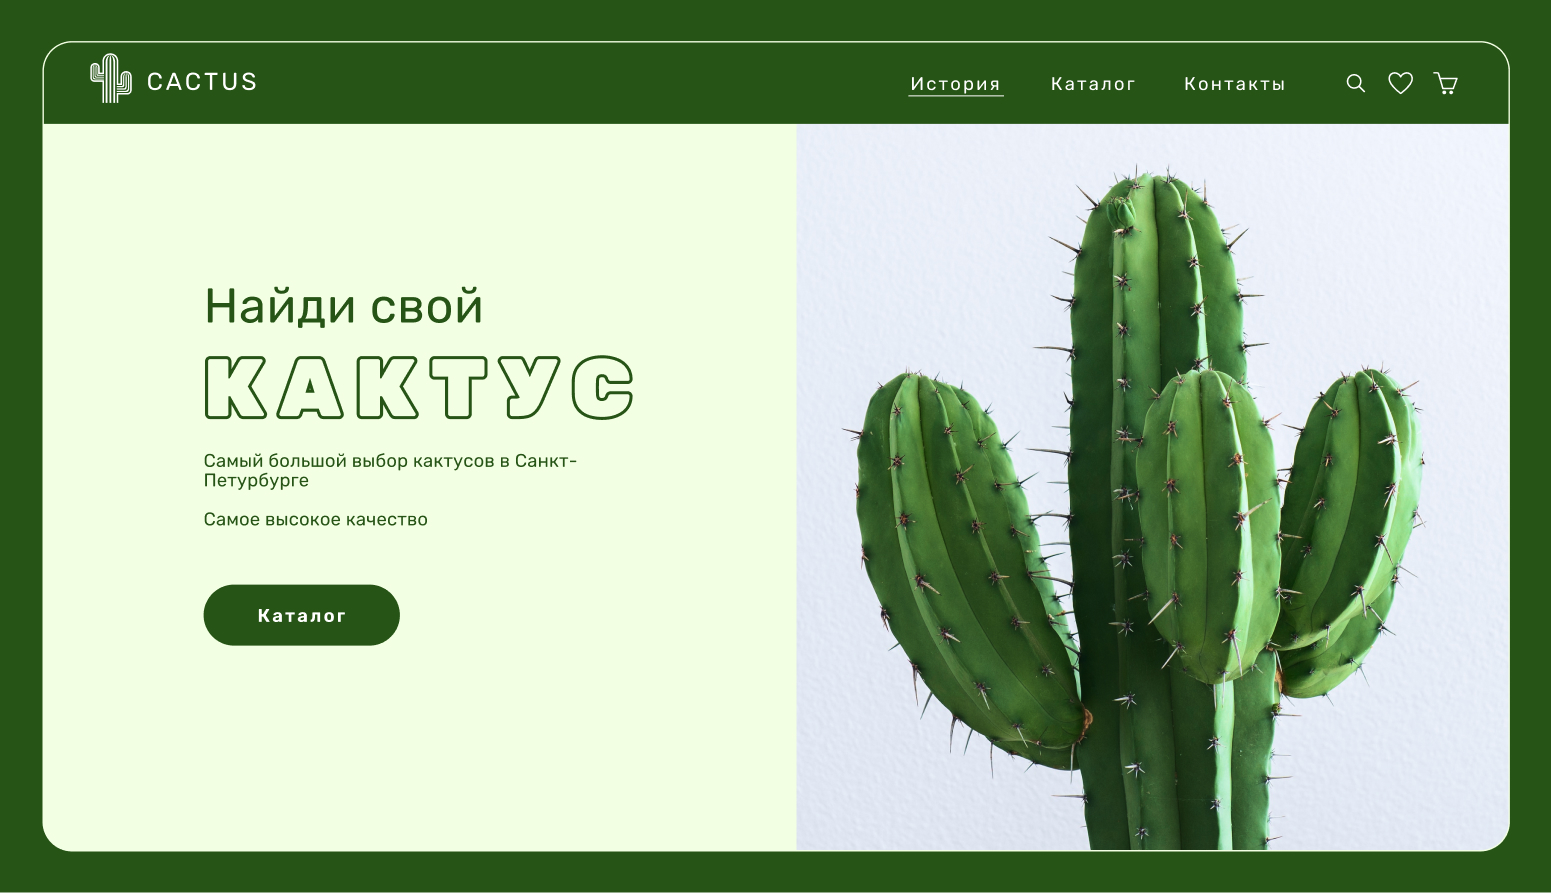 CACTUS
История Каталог Контакты
Найди свой
КАКТУС
Самый большой выбор кактусов в Санкт-
Петурбурге
Самое высокое качество
Каталог